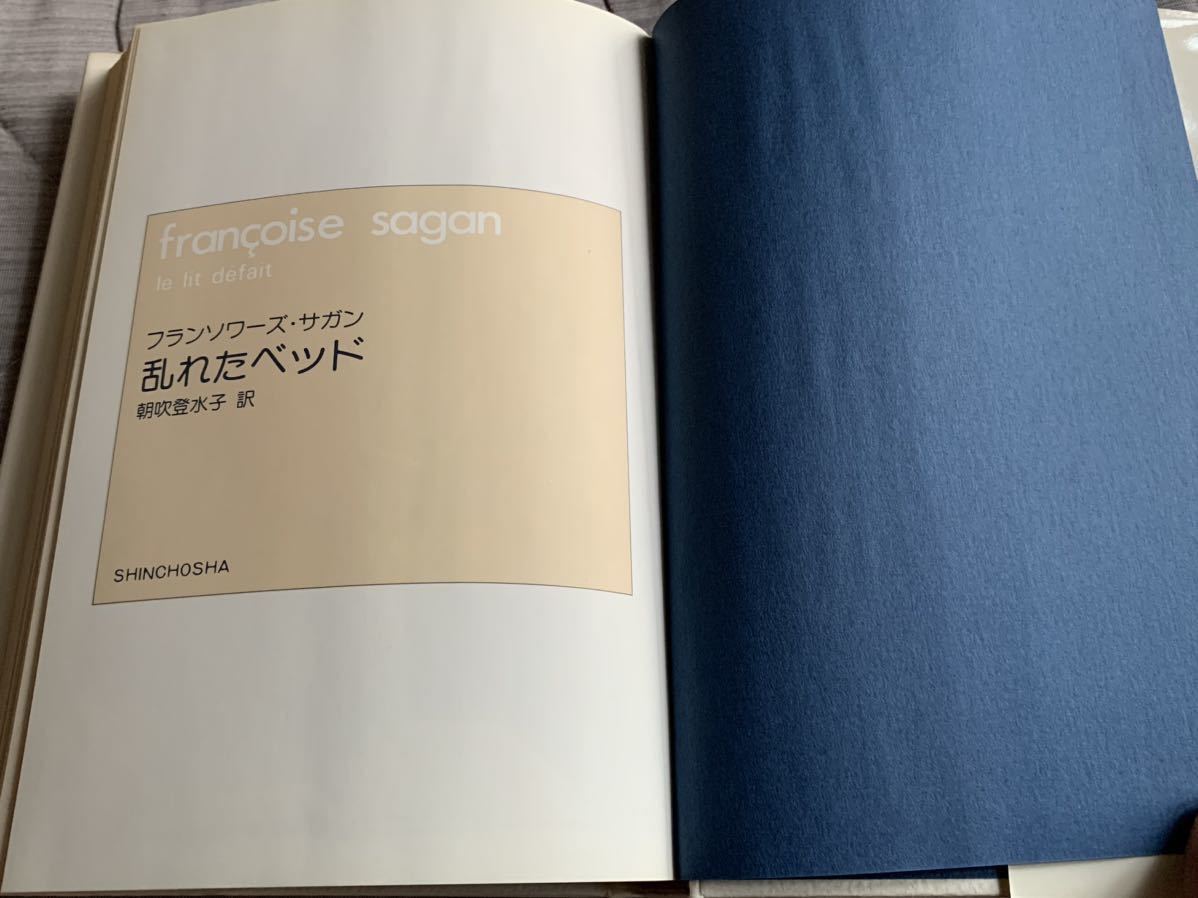 françoise sagan
le lit défait
フランソワーズ・サガン
乱れたベッド
朝吹登水子 訳
SHINCHOSHA